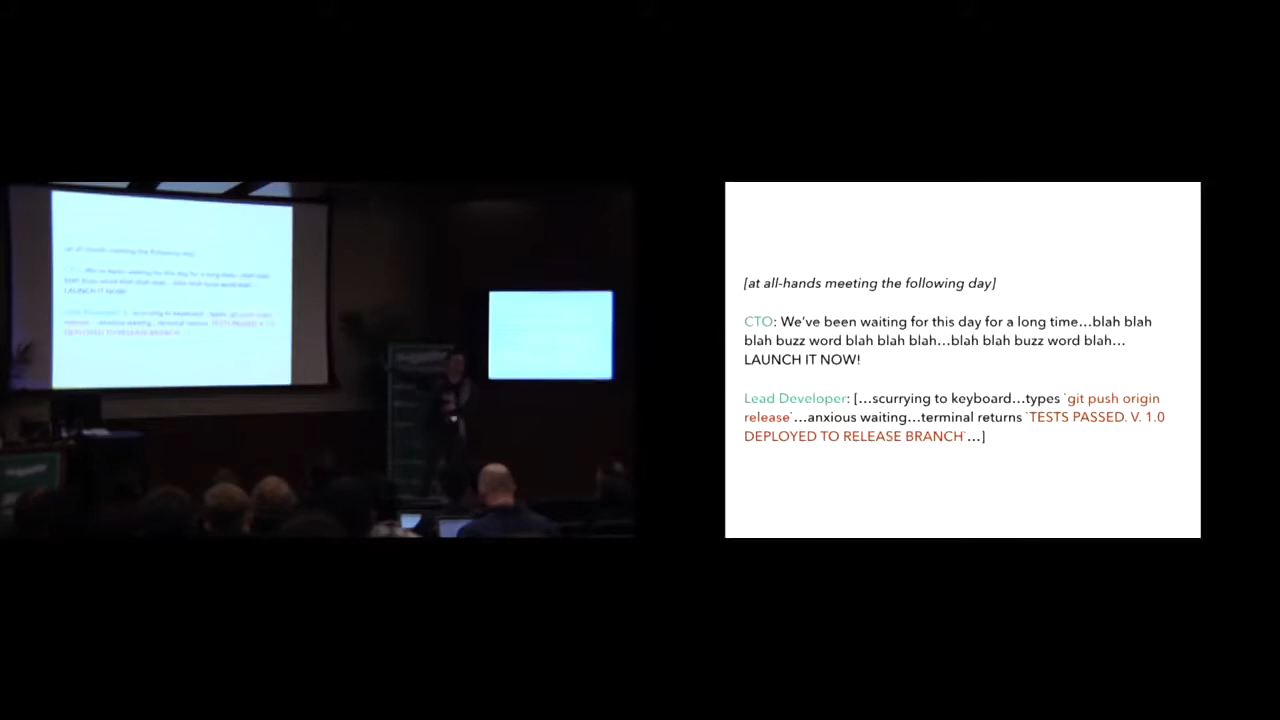 [at all-hands meeting the following day]
CTO: We've been waiting for this day for a long time...blah blah
blah buzz word blah blah blah...blah blah buzz word blah...
LAUNCH IT NOW!
Lead Developer: [...scurrying to keyboard...types `git push origin
release`...anxious waiting...terminal returns `TESTS PASSED. V. 1.0
DEPLOYED TO RELEASE BRANCH`...]